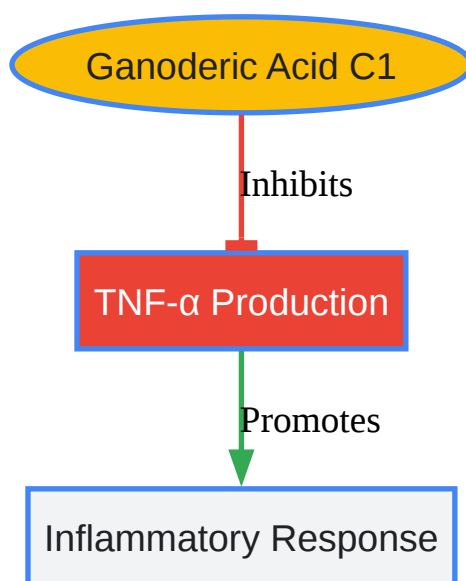 Ganoderic Acid C1
Inhibits
TNF-α Production
Promotes
Inflammatory Response